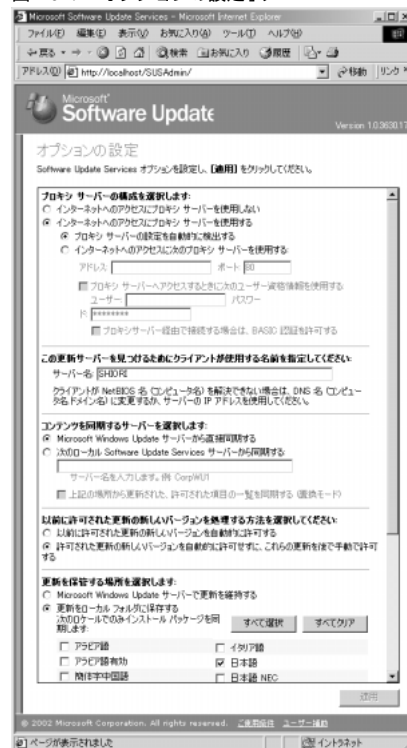 Microsoft Software Update Services - Microsoft Internet Explorer
ファイル(F) 編集(E) 表示(V) お気に入り(A) ツール(T) ヘルプ(H)
戻る 検索 お気に入り 履歴
アドレス(D) http://localhost/SUSAdmin/ 移動 リンク
Microsoft
Software Update
Version 1.0.3630.17
オプションの設定
Software Update Services オプションを設定し、[適用] をクリックしてください。
プロキシ サーバーの構成を選択します:
インターネットへのアクセスにプロキシ サーバーを使用しない
インターネットへのアクセスにプロキシ サーバーを使用する
プロキシ サーバーの設定を自動的に検出する
インターネットへのアクセスに次のプロキシ サーバーを使用する:
アドレス: ポート: 80
プロキシ サーバーへアクセスするときに次のユーザー資格情報を使用する
ユーザー: パスワー
ド: ********
プロキシサーバー経由で接続する場合は、BASIC 認証を許可する
この更新サーバーを見つけるためにクライアントが使用する名前を指定してください:
サーバー名: SHIORI
クライアントが NetBIOS 名 (コンピュータ名) を解決できない場合は、DNS 名 (コンピュー
タ名.ドメイン名) に変更するか、サーバーの IP アドレスを使用してください。
コンテンツを同期するサーバーを選択します:
Microsoft Windows Update サーバーから直接同期する
次のローカル Software Update Services サーバーから同期する:
サーバー名を入力します。例: CorpWU1
上記の場所から更新された、許可された項目の一覧を同期する (置換モード)
以前に許可された更新の新しいバージョンを処理する方法を選択してください:
以前に許可された更新の新しいバージョンを自動的に許可する
許可された更新の新しいバージョンを自動的に許可せずに、これらの更新を後で手動で許可
する
更新を保管する場所を選択します:
Microsoft Windows Update サーバーで更新を維持する
更新をローカル フォルダに保存する
次のロケールでのみインストール パッケージを同
期します: すべて選択 すべてクリア
アラビア語 イタリア語
アラビア語有効 日本語
簡体字中国語 日本語 NEC
適用
© 2002 Microsoft Corporation. All rights reserved. ご使用条件 ユーザー補助
ページが表示されました イントラネット